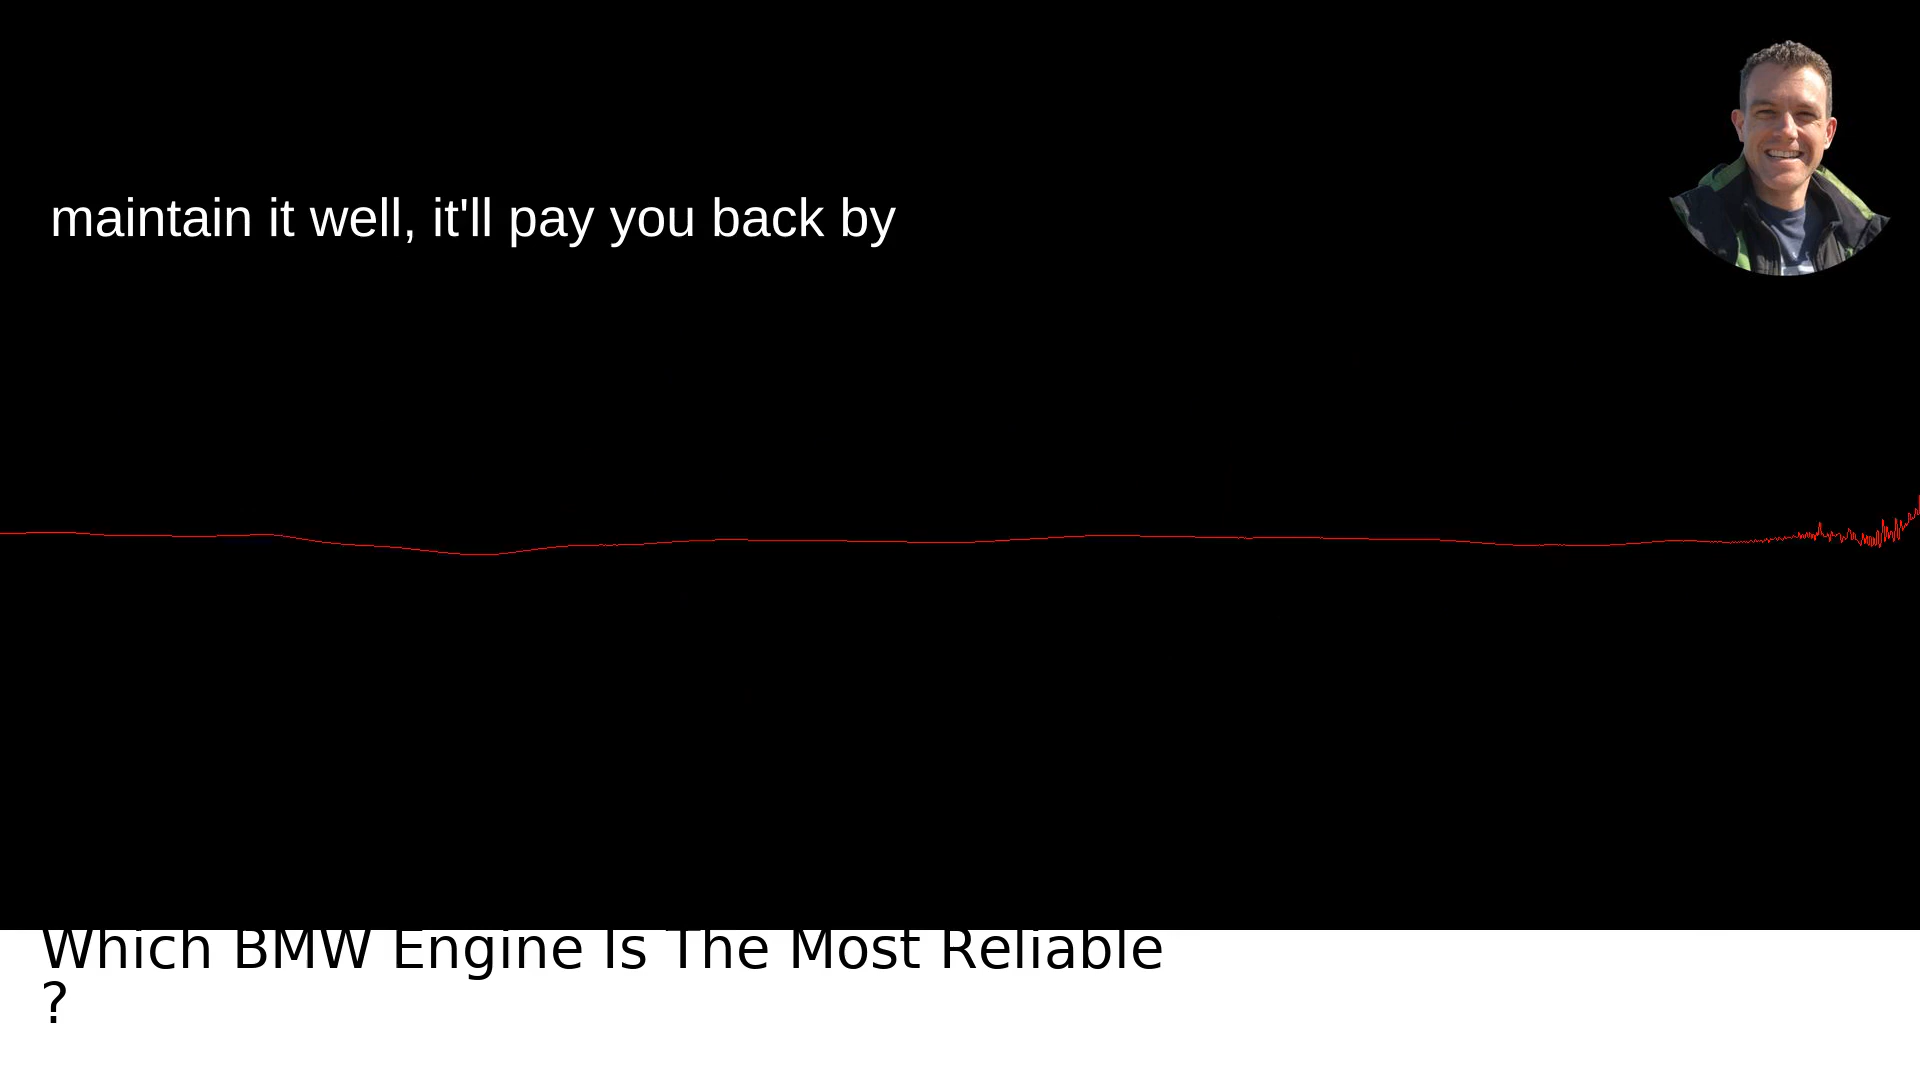 maintain it well, it'll pay you back by
Which BMW Engine Is The Most Reliable
?